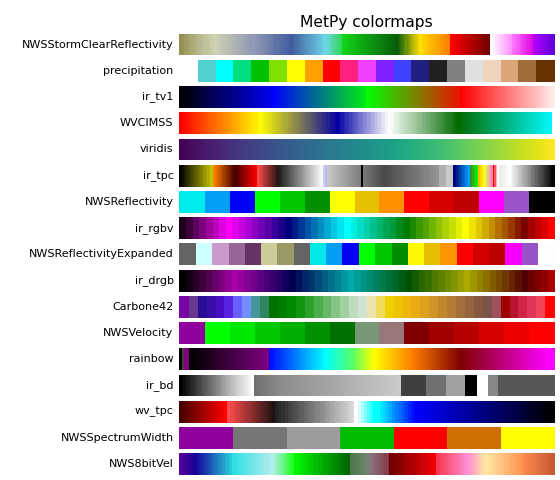 MetPy colormaps
NWSStormClearReflectivity
precipitation
ir_tv1
WVCIMSS
viridis
ir_tpc
NWSReflectivity
ir_rgbv
NWSReflectivityExpanded
ir_drgb
Carbone42
NWSVelocity
rainbow
ir_bd
wv_tpc
NWSSpectrumWidth
NWS8bitVel